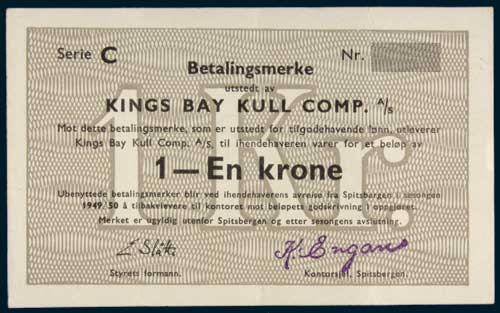 Serie C
Nr.
1 Kr.
Betalingsmerke
utstedt av
KINGS BAY KULL COMP. A/s
Mot dette betalingsmerke, som er utstedt for tilgodehavende lønn, utleverer
Kings Bay Kull Comp. A/s, til ihendehaveren varer for et beløp av
1—En krone
Ubenyttede betalingsmerker blir ved ihendehaverens avreise fra Spitsbergen i sesongen
1949/50 å tilbakelevere til kontoret mot beløpets godskrivning i oppgjøret.
Merket er ugyldig utenfor Spitsbergen og etter sesongens avslutning.
K. Engan
Styrets formann.
Kontorsjef, Spitsbergen.